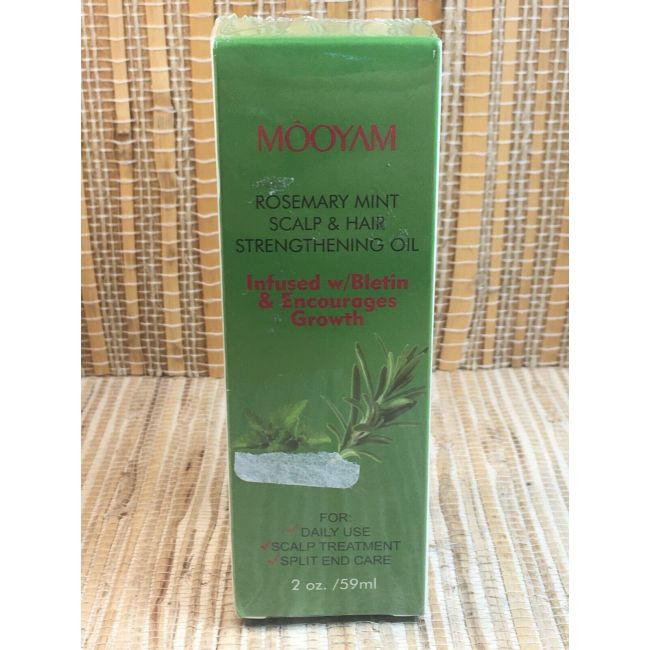 MÒOYAM
ROSEMARY MINT
SCALP & HAIR
STRENGTHENING OIL
Infused w/Bletin
& Encourages
Growth
FOR:
✓DAILY USE
✓SCALP TREATMENT
✓SPLIT END CARE
2 oz. /59ml